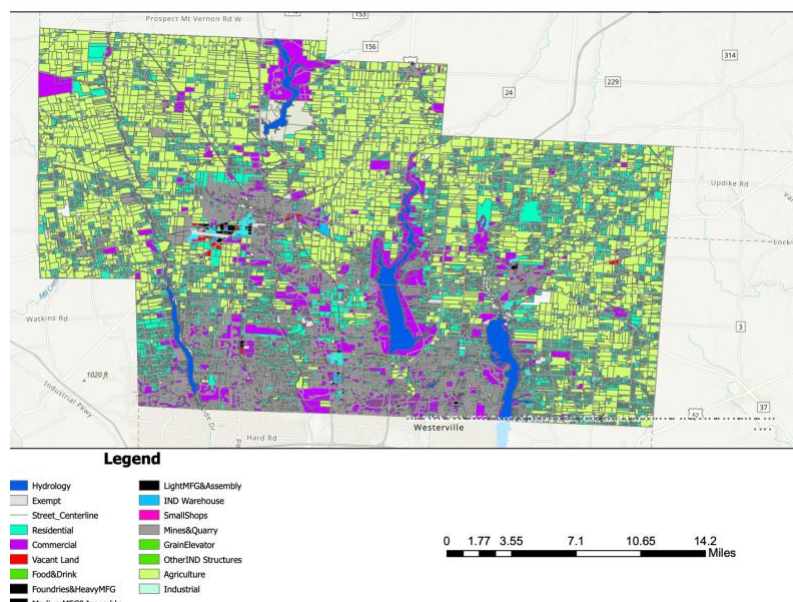 Prospect Mt Vernon Rd W
153
156
314
24
229
Updike Rd
Lock
Watkins Rd
3
1020 ft
Industrial Pkwy
62
37
Westerville
Hard Rd
Rd
Legend
Hydrology
Exempt
Street_Centerline
Residential
Commercial
Vacant Land
Food&Drink
Foundries&HeavyMFG
LightMFG&Assembly
IND Warehouse
SmallShops
Mines&Quarry
GrainElevator
OtherIND Structures
Agriculture
Industrial
0 1.77 3.55 7.1 10.65 14.2
Miles